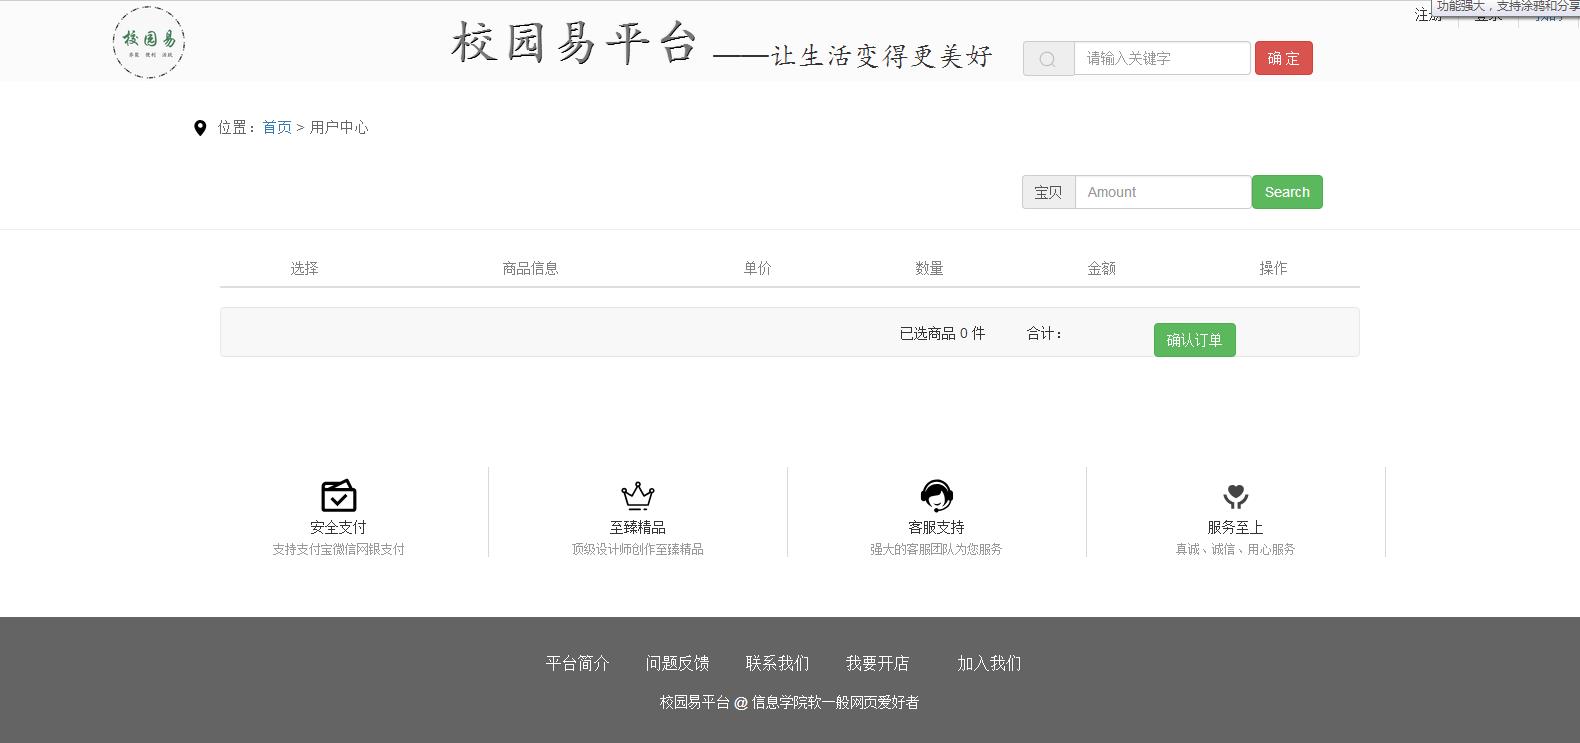 功能强大，支持涂鸦和分享
注册 登录
校园易
校园易平台 ——让生活变得更美好
请输入关键字 确 定
位置：首页 > 用户中心
宝贝 Amount Search
选择 商品信息 单价 数量 金额 操作
已选商品 0 件 合计：
确认订单
安全支付 至臻精品 客服支持 服务至上
支持支付宝微信网银支付 顶级设计师创作至臻精品 强大的客服团队为您服务 真诚、诚信、用心服务
平台简介 问题反馈 联系我们 我要开店 加入我们
校园易平台 @ 信息学院软一般网页爱好者